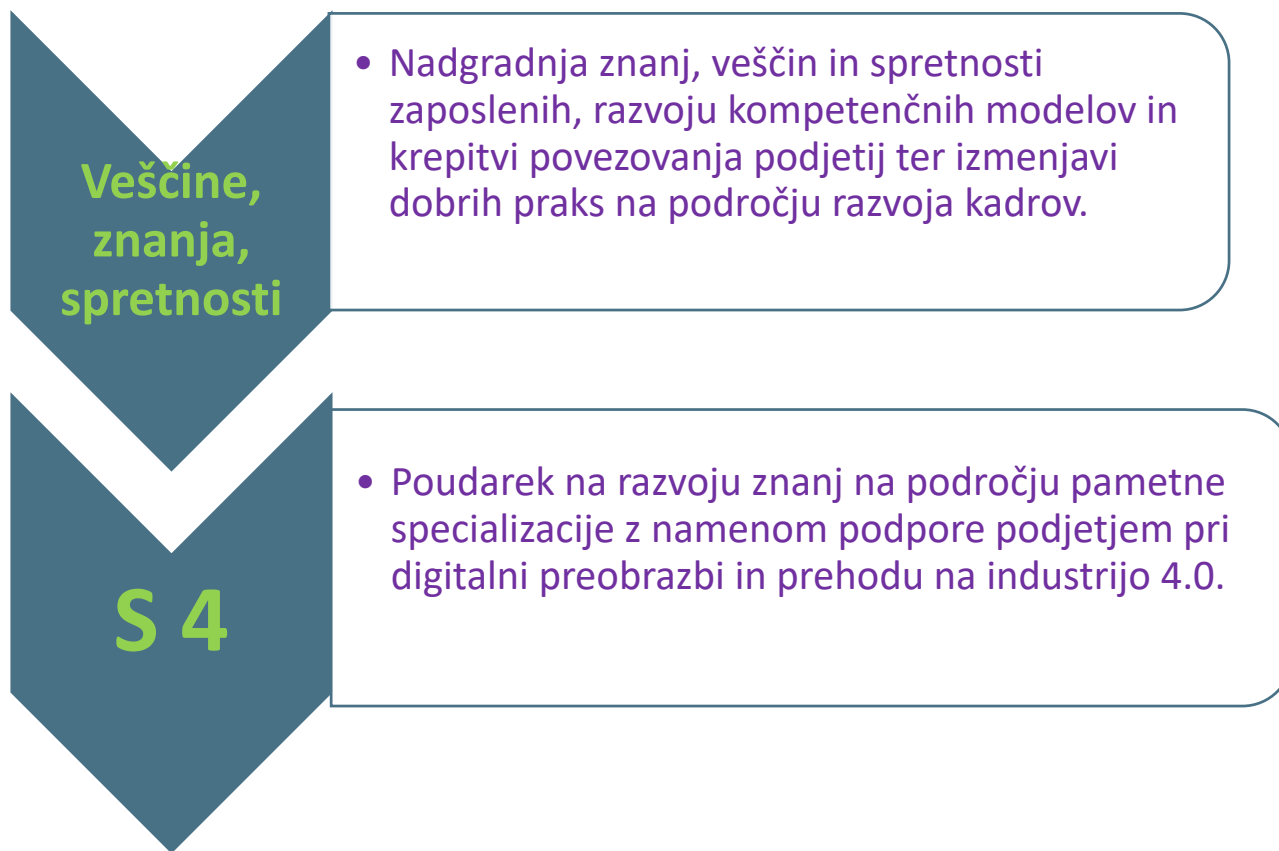 Veščine,
znanja,
spretnosti
• Nadgradnja znanj, veščin in spretnosti
zaposlenih, razvoju kompetenčnih modelov in
krepitvi povezovanja podjetij ter izmenjavi
dobrih praks na področju razvoja kadrov.
S 4
• Poudarek na razvoju znanj na področju pametne
specializacije z namenom podpore podjetjem pri
digitalni preobrazbi in prehodu na industrijo 4.0.